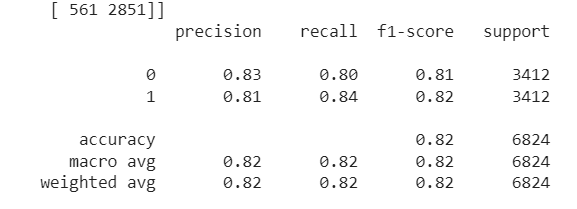 [ 561 2851]]
precision recall f1-score support
0 0.83 0.80 0.81 3412
1 0.81 0.84 0.82 3412
accuracy 0.82 6824
macro avg 0.82 0.82 0.82 6824
weighted avg 0.82 0.82 0.82 6824